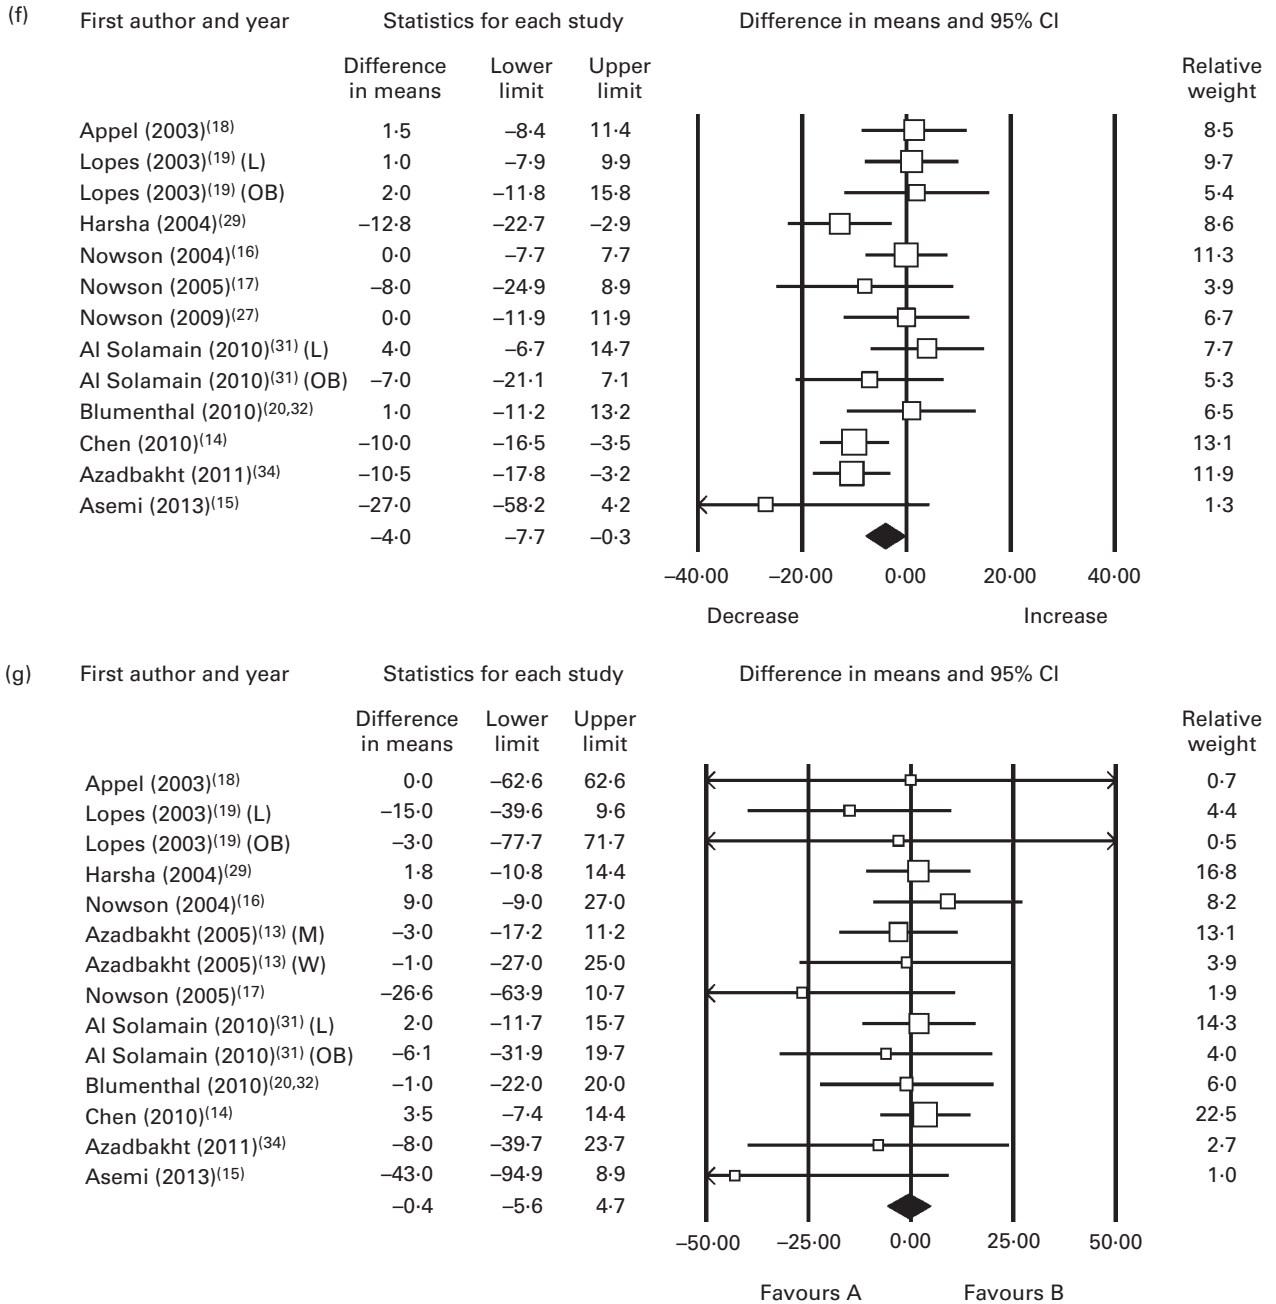 (f) First author and year Statistics for each study Difference in means and 95% CI
Difference Lower Upper Relative
in means limit limit weight
Appel (2003)(18) 1·5 –8·4 11·4 8·5
Lopes (2003)(19) (L) 1·0 –7·9 9·9 9·7
Lopes (2003)(19) (OB) 2·0 –11·8 15·8 5·4
Harsha (2004)(29) –12·8 –22·7 –2·9 8·6
Nowson (2004)(16) 0·0 –7·7 7·7 11·3
Nowson (2005)(17) –8·0 –24·9 8·9 3·9
Nowson (2009)(27) 0·0 –11·9 11·9 6·7
Al Solamain (2010)(31) (L) 4·0 –6·7 14·7 7·7
Al Solamain (2010)(31) (OB) –7·0 –21·1 7·1 5·3
Blumenthal (2010)(20,32) 1·0 –11·2 13·2 6·5
Chen (2010)(14) –10·0 –16·5 –3·5 13·1
Azadbakht (2011)(34) –10·5 –17·8 –3·2 11·9
Asemi (2013)(15) –27·0 –58·2 4·2 1·3
–4·0 –7·7 –0·3
–40·00 –20·00 0·00 20·00 40·00
Decrease Increase
(g) First author and year Statistics for each study Difference in means and 95% CI
Difference Lower Upper Relative
in means limit limit weight
Appel (2003)(18) 0·0 –62·6 62·6 0·7
Lopes (2003)(19) (L) –15·0 –39·6 9·6 4·4
Lopes (2003)(19) (OB) –3·0 –77·7 71·7 0·5
Harsha (2004)(29) 1·8 –10·8 14·4 16·8
Nowson (2004)(16) 9·0 –9·0 27·0 8·2
Azadbakht (2005)(13) (M) –3·0 –17·2 11·2 13·1
Azadbakht (2005)(13) (W) –1·0 –27·0 25·0 3·9
Nowson (2005)(17) –26·6 –63·9 10·7 1·9
Al Solamain (2010)(31) (L) 2·0 –11·7 15·7 14·3
Al Solamain (2010)(31) (OB) –6·1 –31·9 19·7 4·0
Blumenthal (2010)(20,32) –1·0 –22·0 20·0 6·0
Chen (2010)(14) 3·5 –7·4 14·4 22·5
Azadbakht (2011)(34) –8·0 –39·7 23·7 2·7
Asemi (2013)(15) –43·0 –94·9 8·9 1·0
–0·4 –5·6 4·7
–50·00 –25·00 0·00 25·00 50·00
Favours A Favours B